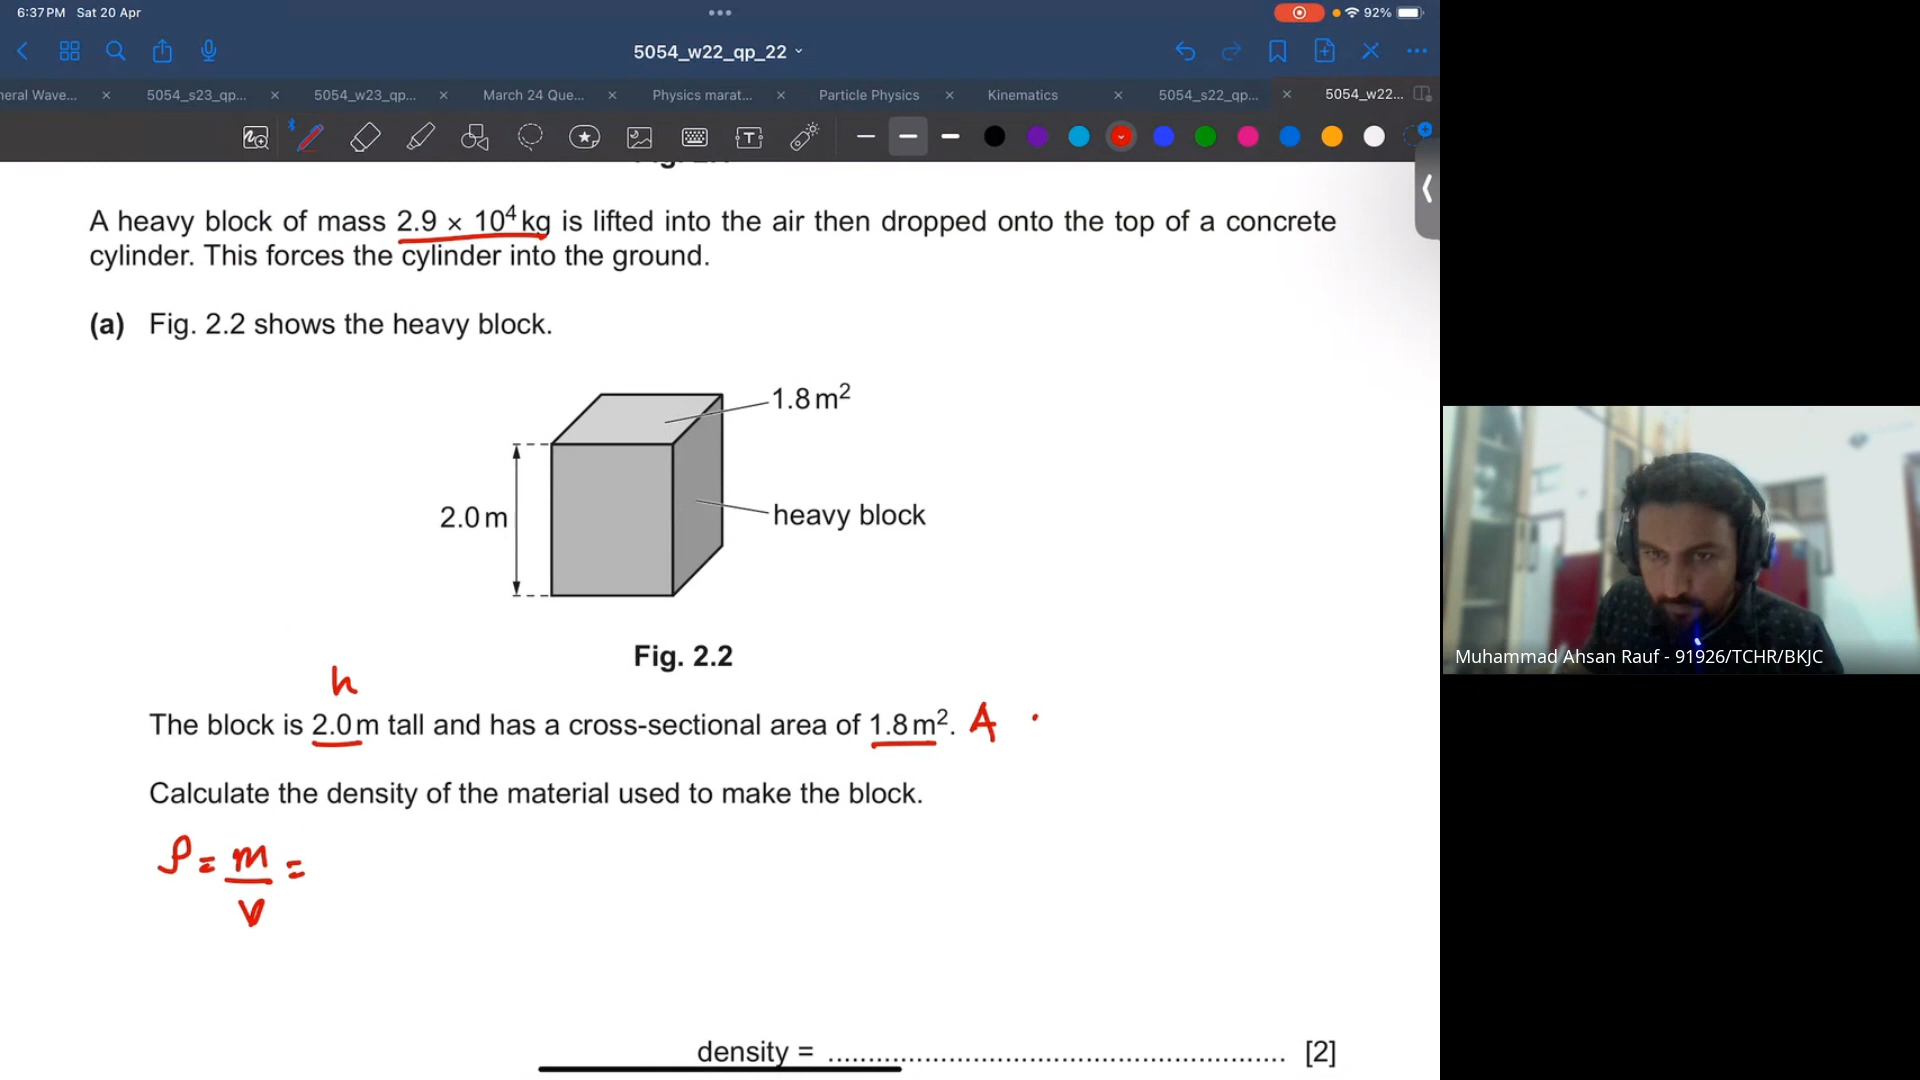 6:37 PM Sat 20 Apr
92%
5054_w22_qp_22
neral Wave... 5054_s23_qp... 5054_w23_qp... March 24 Que... Physics marat... Particle Physics Kinematics 5054_s22_qp... 5054_w22...
A heavy block of mass 2.9 × 10⁴ kg is lifted into the air then dropped onto the top of a concrete
cylinder. This forces the cylinder into the ground.
(a) Fig. 2.2 shows the heavy block.
1.8 m²
2.0 m
heavy block
Fig. 2.2
h
The block is 2.0 m tall and has a cross-sectional area of 1.8 m². A
Calculate the density of the material used to make the block.
ρ = m/v =
density = ........................................................ [2]
Muhammad Ahsan Rauf - 91926/TCHR/BKJC